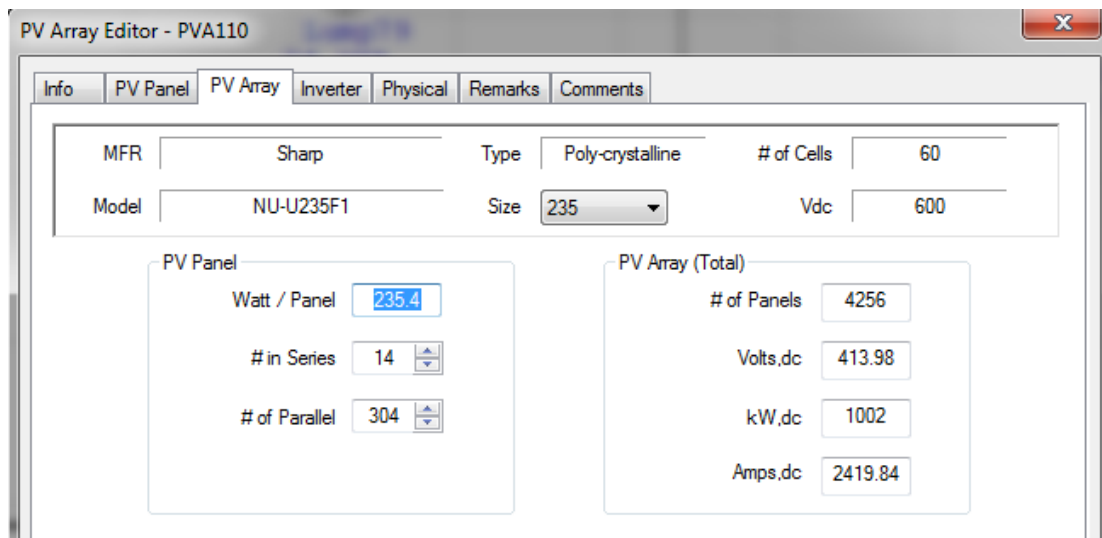 PV Array Editor - PVA110
Info PV Panel PV Array Inverter Physical Remarks Comments
MFR Sharp Type Poly-crystalline # of Cells 60
Model NU-U235F1 Size 235 Vdc 600
PV Panel PV Array (Total)
Watt / Panel 235.4 # of Panels 4256
# in Series 14 Volts,dc 413.98
# of Parallel 304 kW,dc 1002
Amps,dc 2419.84